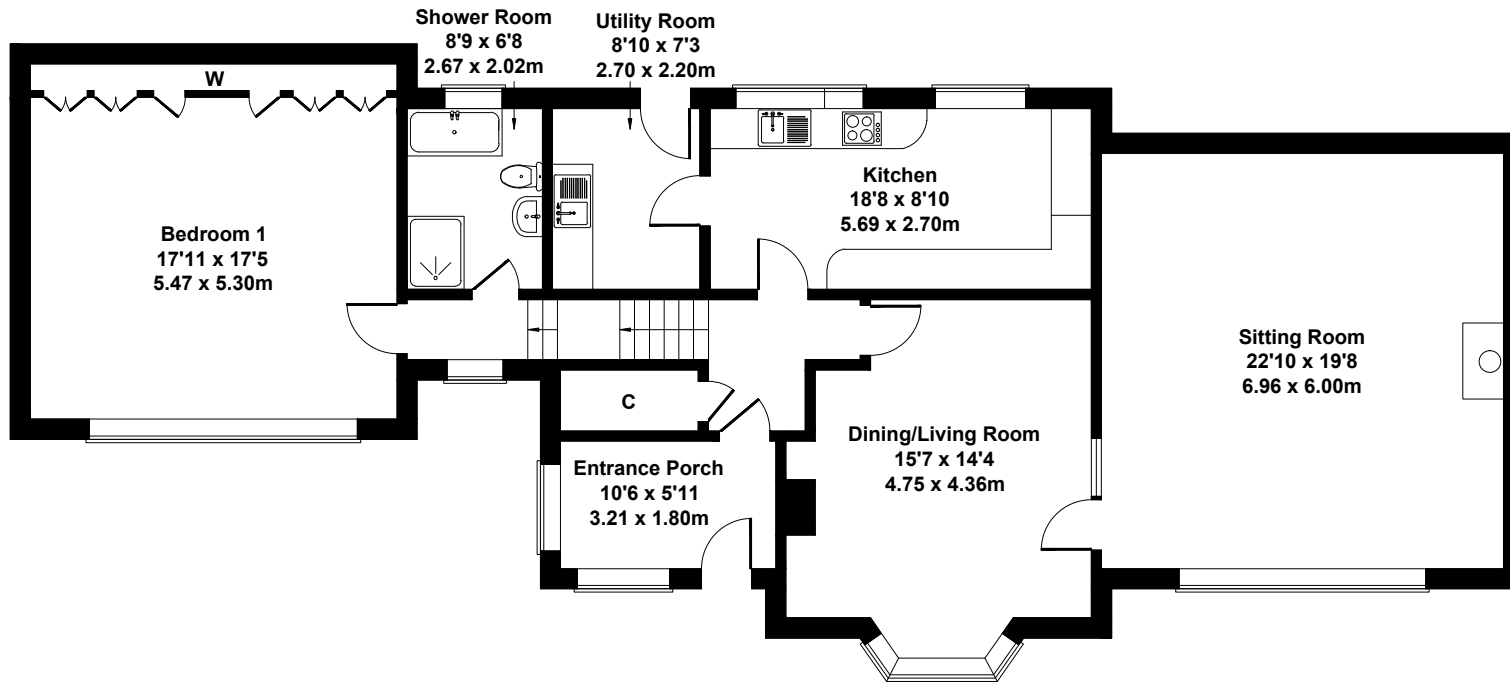 Shower Room
8'9 x 6'8
2.67 x 2.02m
Utility Room
8'10 x 7'3
2.70 x 2.20m
W
Kitchen
18'8 x 8'10
5.69 x 2.70m
Bedroom 1
17'11 x 17'5
5.47 x 5.30m
Sitting Room
22'10 x 19'8
6.96 x 6.00m
C
Dining/Living Room
15'7 x 14'4
4.75 x 4.36m
Entrance Porch
10'6 x 5'11
3.21 x 1.80m